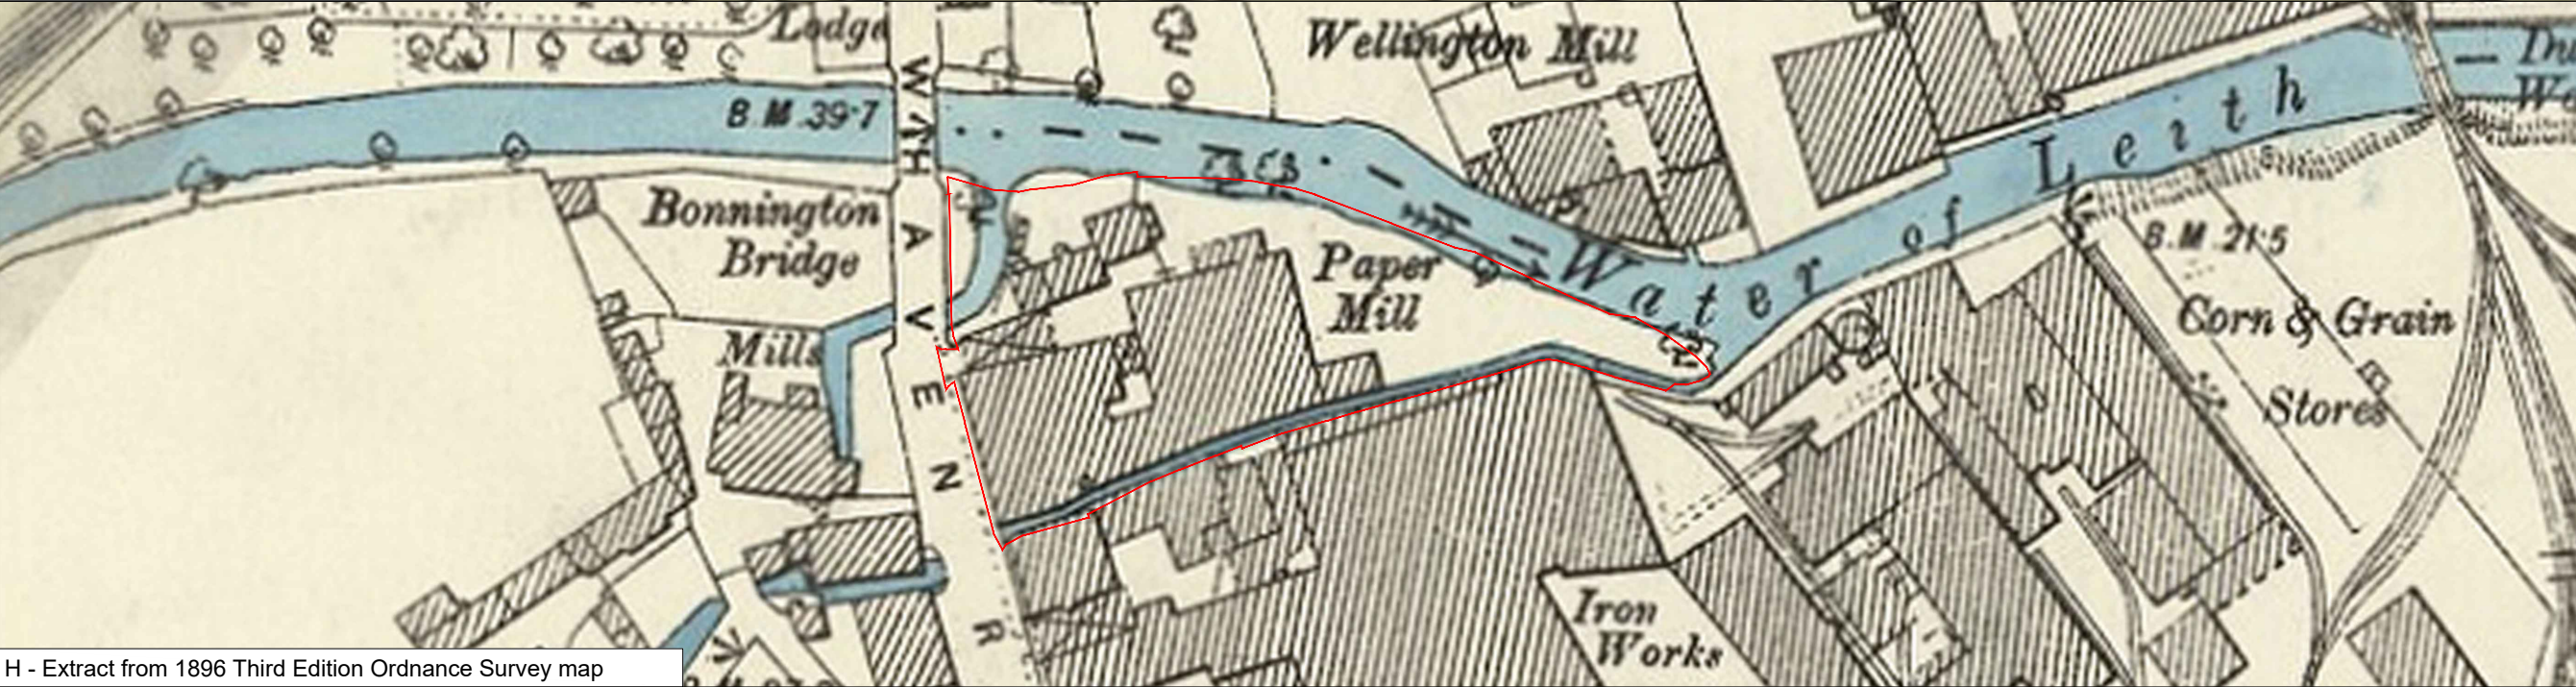 Lodge
Wellington Mill
B.M.39·7
Bonnington
Bridge
Mills
W H A V E N R
Paper
Mill
Water of Leith
B.M.21·5
Corn & Grain
Stores
Iron
Works
H - Extract from 1896 Third Edition Ordnance Survey map